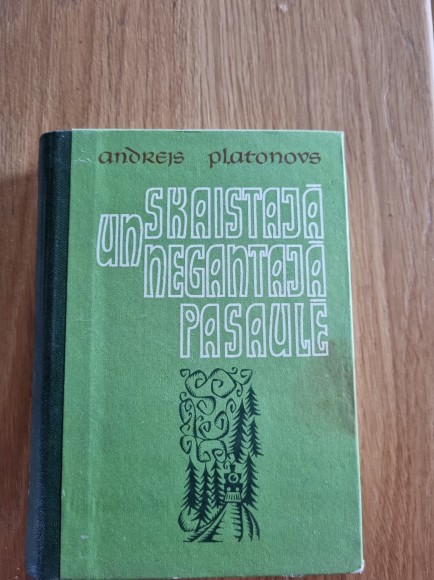 andrejs platonovs
SKAISTAJĀ
UN NEGANTAJĀ
PASAULĒ